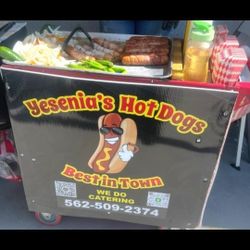 Yesenia's Hot Dogs
Best in Town
WE DO
CATERING
562-509-2374